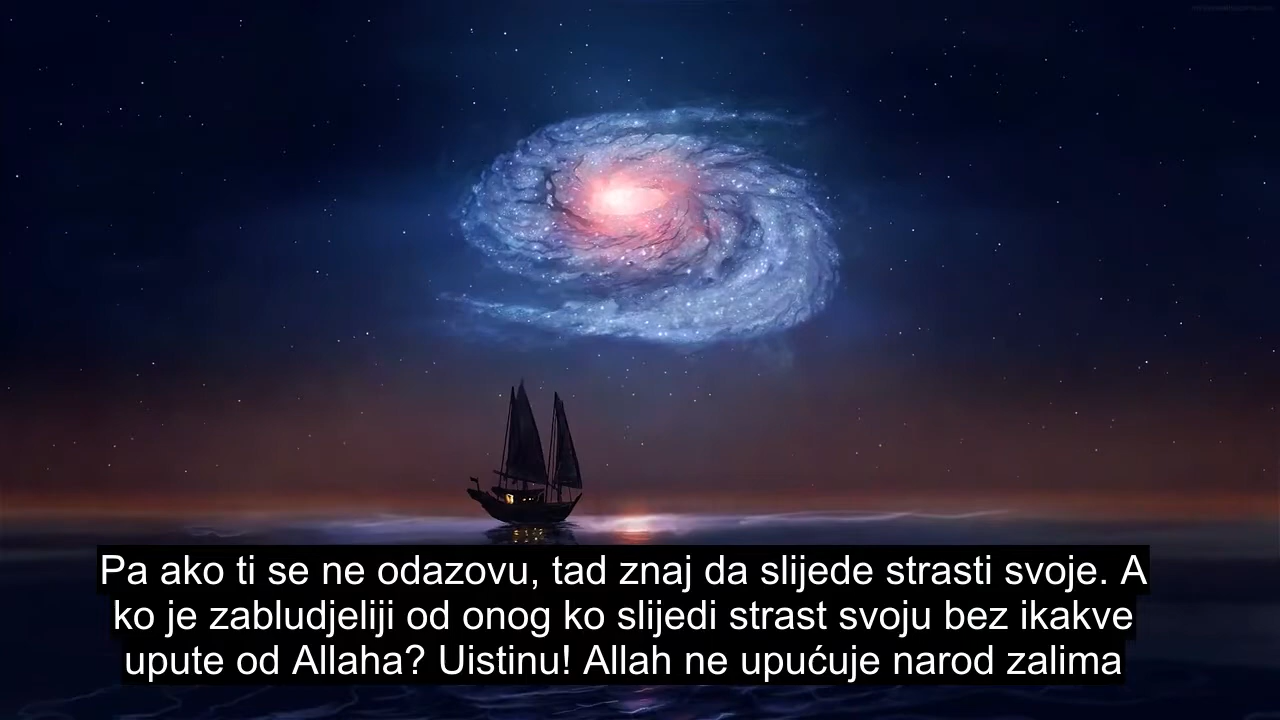 Pa ako ti se ne odazovu, tad znaj da slijede strasti svoje. A
ko je zabludjeliji od onog ko slijedi strast svoju bez ikakve
upute od Allaha? Uistinu! Allah ne upućuje narod zalima